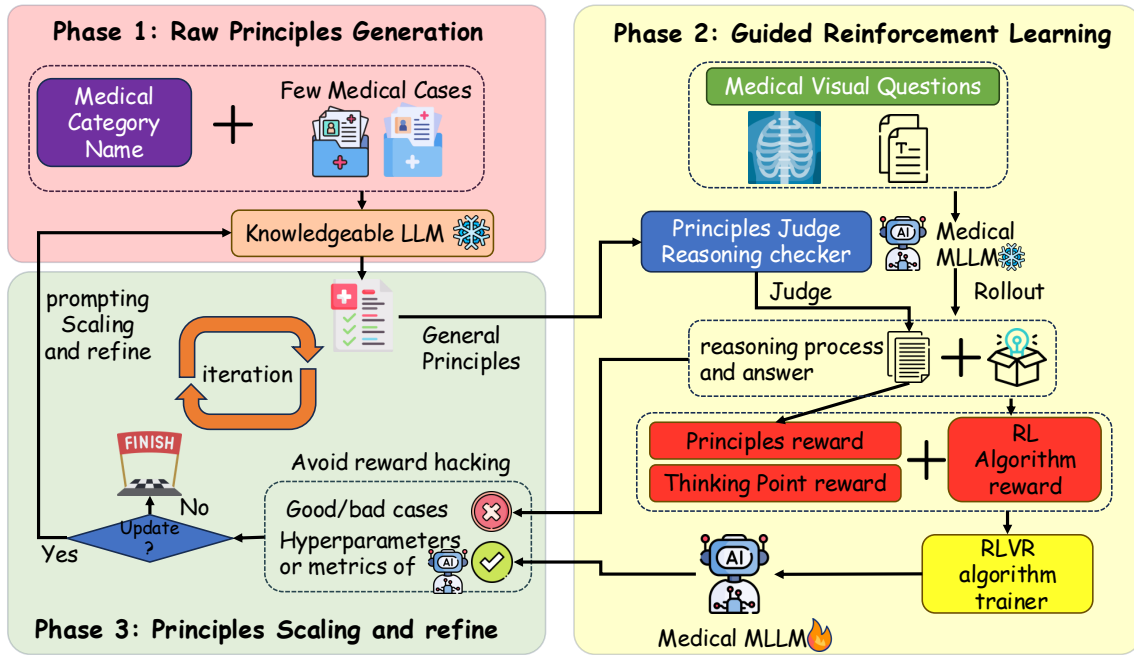 Phase 1: Raw Principles Generation
Medical
Category
Name
Few Medical Cases
Knowledgeable LLM
Phase 2: Guided Reinforcement Learning
Medical Visual Questions
T
Principles Judge
Reasoning checker
AI
Medical
MLLM
Judge
Rollout
reasoning process
and answer
Principles reward
Thinking Point reward
RL
Algorithm
reward
RLVR
algorithm
trainer
AI
Medical MLLM
prompting
Scaling
and refine
General
Principles
iteration
FINISH
No
Update
?
Yes
Avoid reward hacking
Good/bad cases
Hyperparameters
or metrics of
AI
Phase 3: Principles Scaling and refine